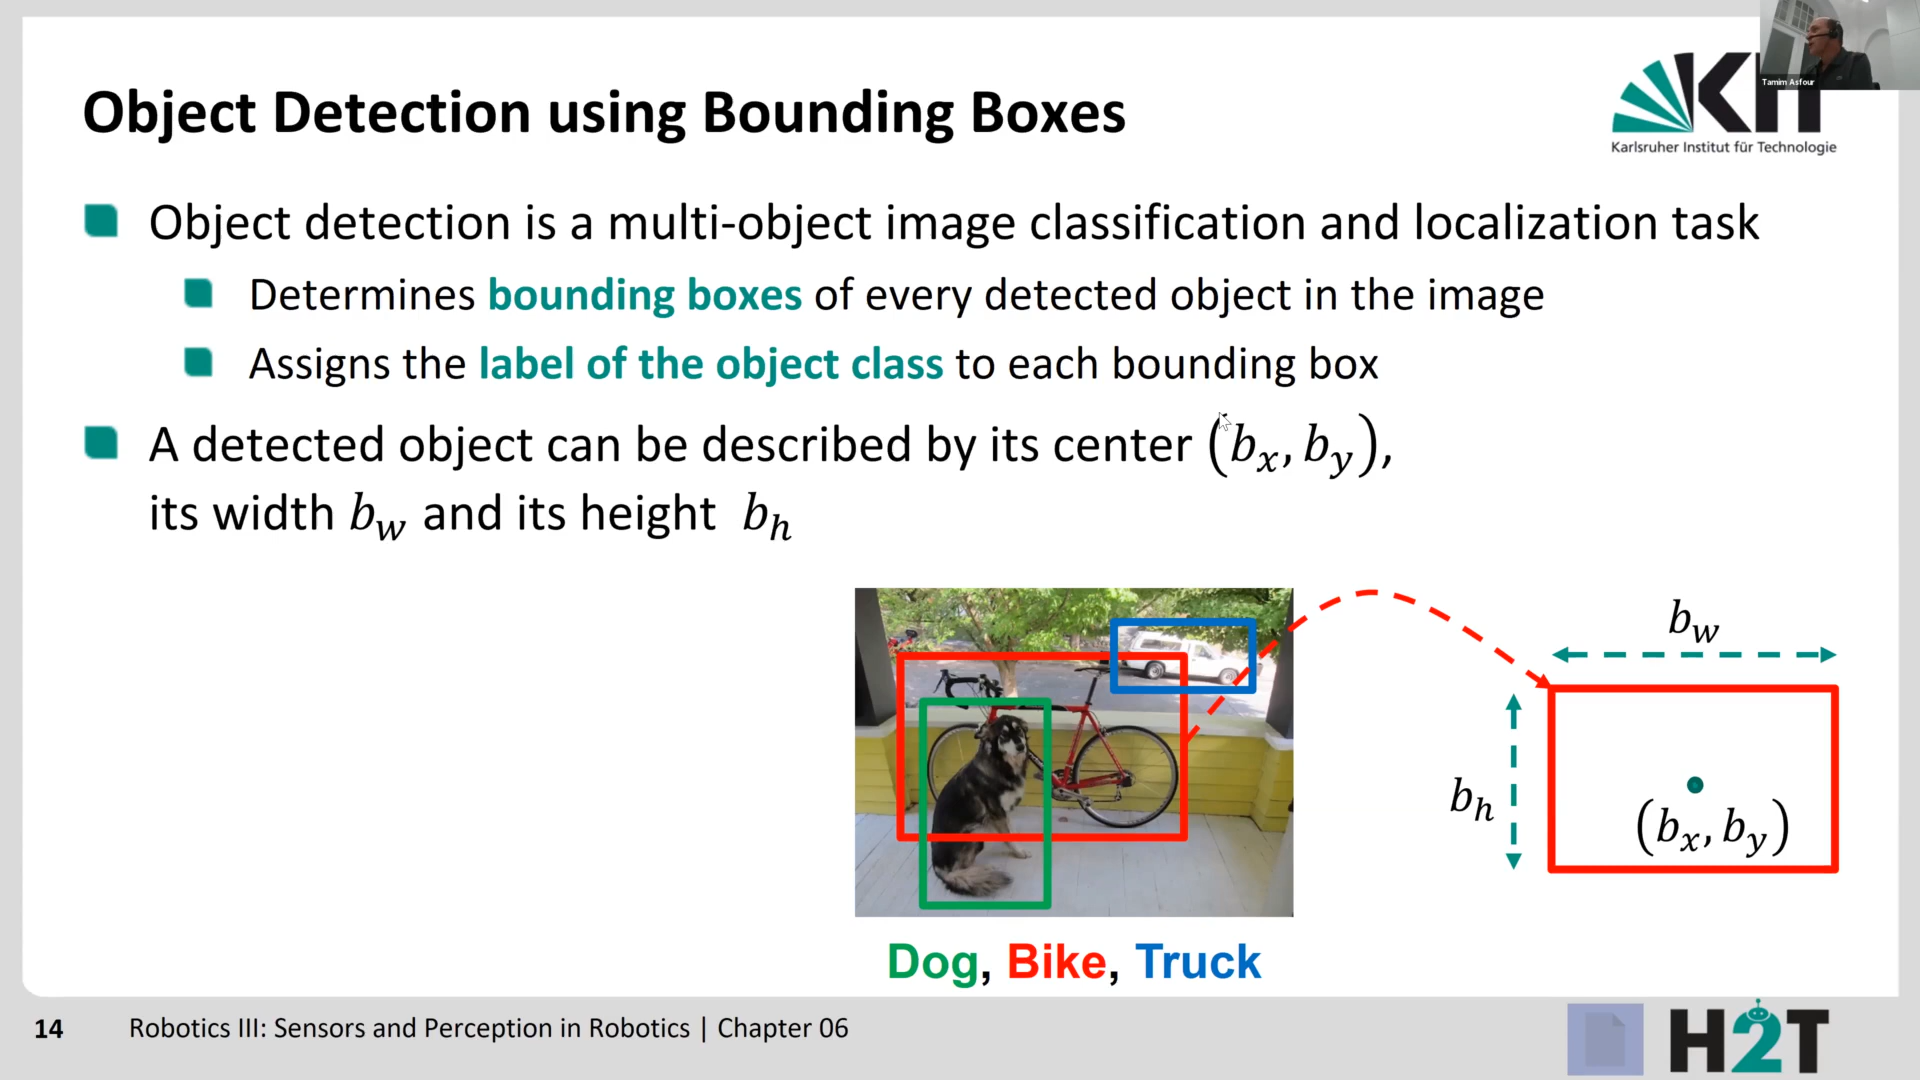 Tamim Asfour
Object Detection using Bounding Boxes
KIT
Karlsruher Institut für Technologie
Object detection is a multi-object image classification and localization task
Determines bounding boxes of every detected object in the image
Assigns the label of the object class to each bounding box
A detected object can be described by its center (b_x, b_y),
its width b_w and its height b_h
b_w
b_h
(b_x, b_y)
Dog, Bike, Truck
14 Robotics III: Sensors and Perception in Robotics | Chapter 06
H2T